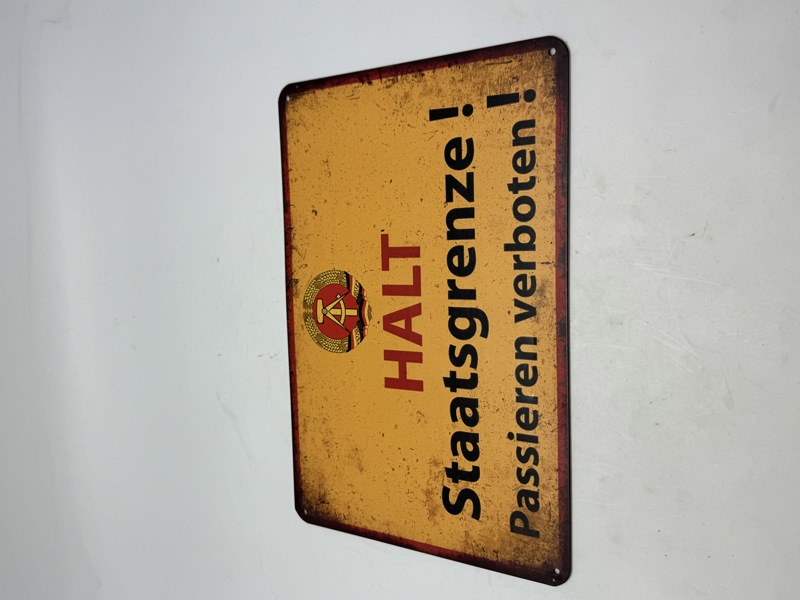 HALT
Staatsgrenze !
Passieren verboten !